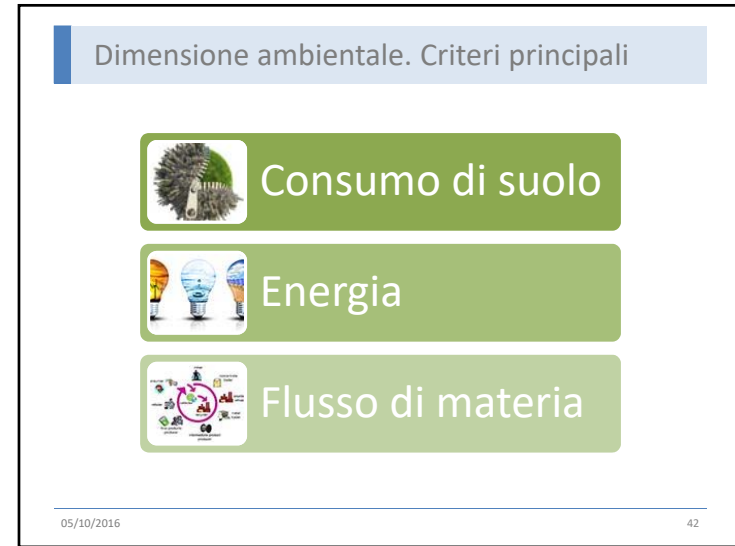 Dimensione ambientale. Criteri principali
Consumo di suolo
Energia
Flusso di materia
05/10/2016
42